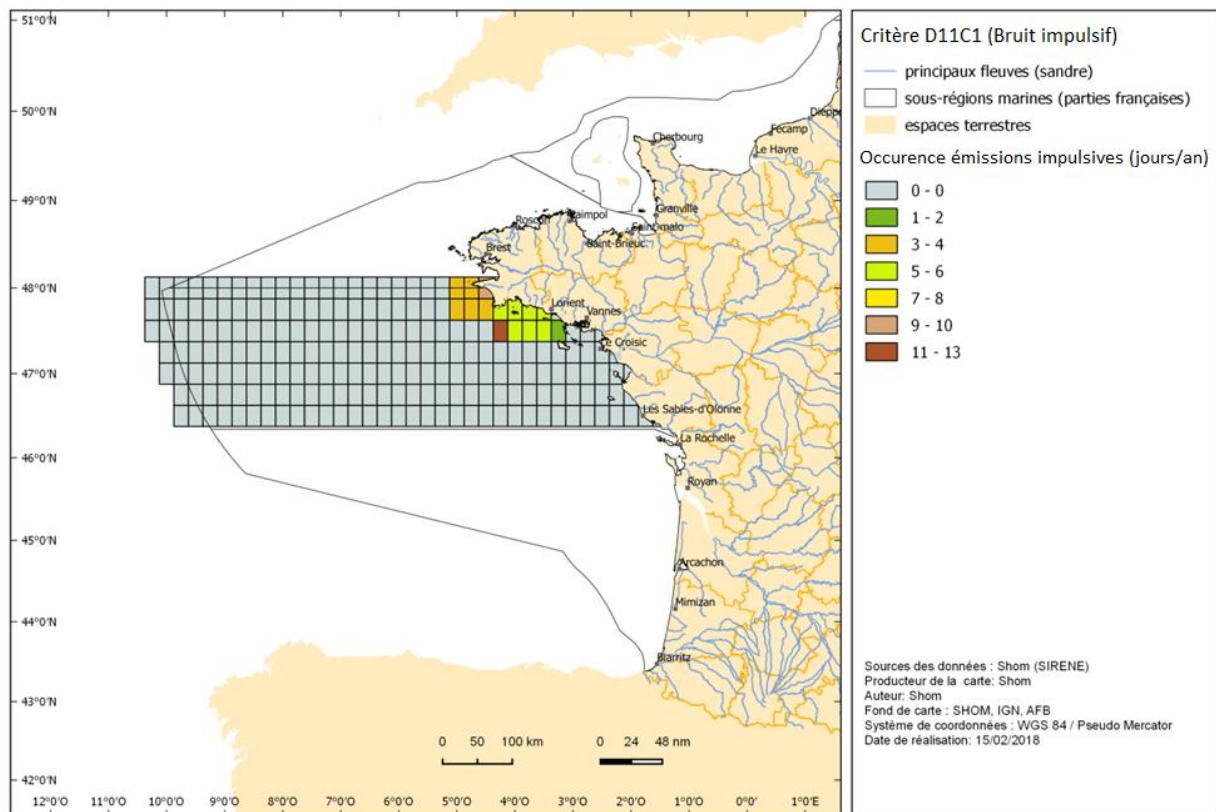 51°0'N
50°0'N
49°0'N
48°0'N
47°0'N
46°0'N
45°0'N
44°0'N
43°0'N
42°0'N
12°0'O 11°0'O 10°0'O 9°0'O 8°0'O 7°0'O 6°0'O 5°0'O 4°0'O 3°0'O 2°0'O 1°0'O 0°0' 1°0'E
Dieppe
Fecamp
Cherbourg
Le Havre
Granville
Paimpol
Roscoff
Saint-malo
Saint-Brieuc
Brest
Lorient
Vannes
Le Croisic
Les Sables-d'Olonne
La Rochelle
Royan
Arcachon
Mimizan
Biarritz
0 50 100 km
0 24 48 nm
Critère D11C1 (Bruit impulsif)
principaux fleuves (sandre)
sous-régions marines (parties françaises)
espaces terrestres
Occurence émissions impulsives (jours/an)
0 - 0
1 - 2
3 - 4
5 - 6
7 - 8
9 - 10
11 - 13
Sources des données : Shom (SIRENE)
Producteur de la carte: Shom
Auteur: Shom
Fond de carte : SHOM, IGN, AFB
Système de coordonnées : WGS 84 / Pseudo Mercator
Date de réalisation: 15/02/2018